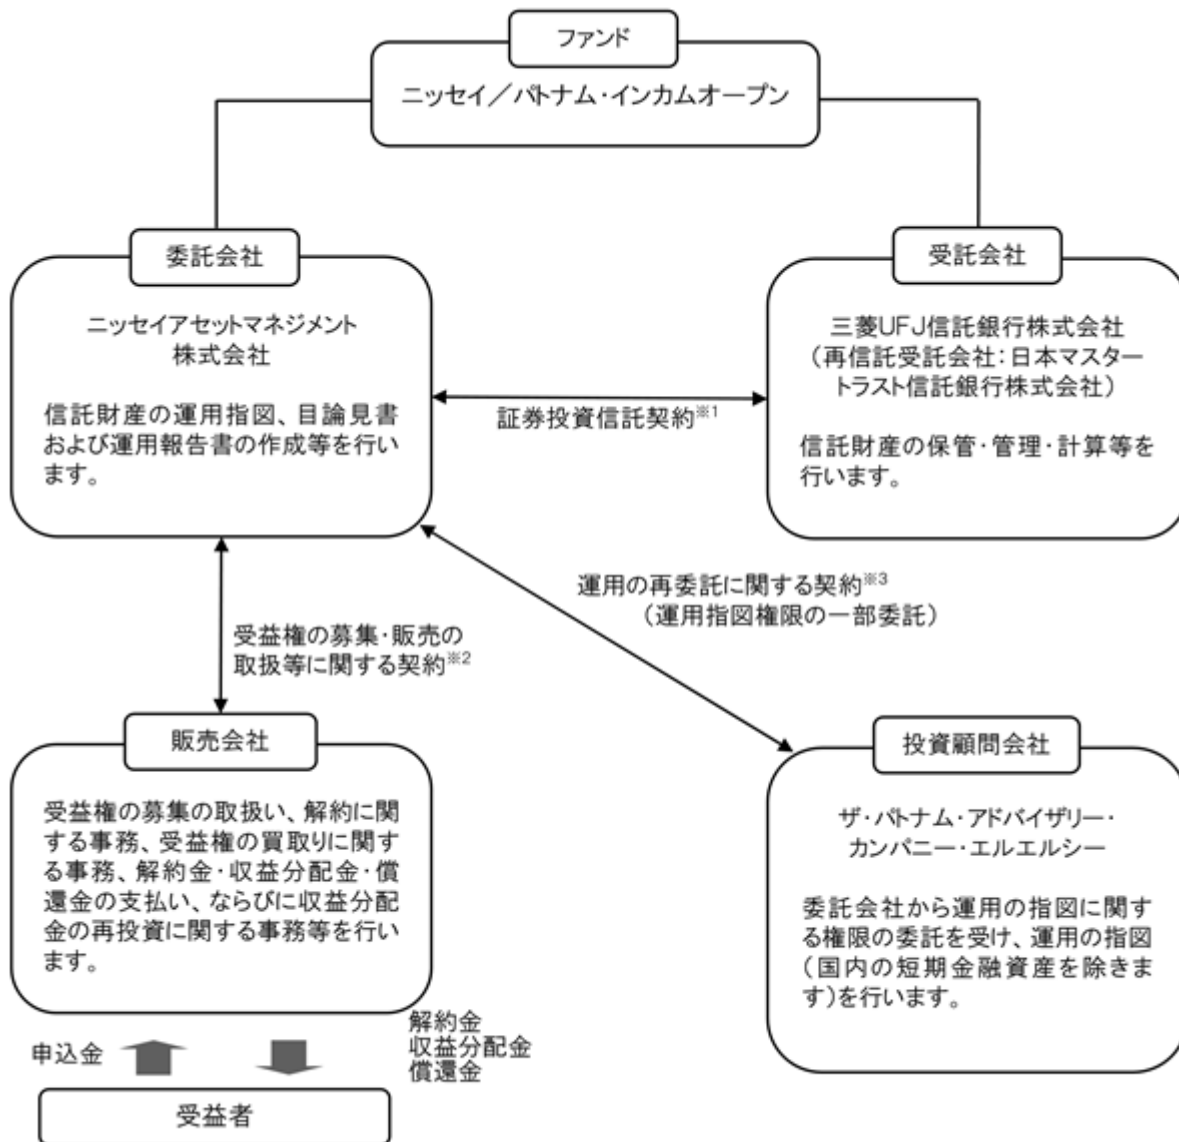 ファンド
ニッセイ／パトナム・インカムオープン
委託会社
ニッセイアセットマネジメント
株式会社
信託財産の運用指図、目論見書
および運用報告書の作成等を行い
ます。
受託会社
三菱UFJ信託銀行株式会社
（再信託受託会社：日本マスター
トラスト信託銀行株式会社）
信託財産の保管・管理・計算等を
行います。
証券投資信託契約※1
運用の再委託に関する契約※3
（運用指図権限の一部委託）
受益権の募集・販売の
取扱等に関する契約※2
販売会社
受益権の募集の取扱い、解約に関
する事務、受益権の買取りに関す
る事務、解約金・収益分配金・償
還金の支払い、ならびに収益分配
金の再投資に関する事務等を行い
ます。
投資顧問会社
ザ・パトナム・アドバイザリー・
カンパニー・エルエルシー
委託会社から運用の指図に関す
る権限の委託を受け、運用の指図
（国内の短期金融資産を除きま
す）を行います。
申込金
解約金
収益分配金
償還金
受益者